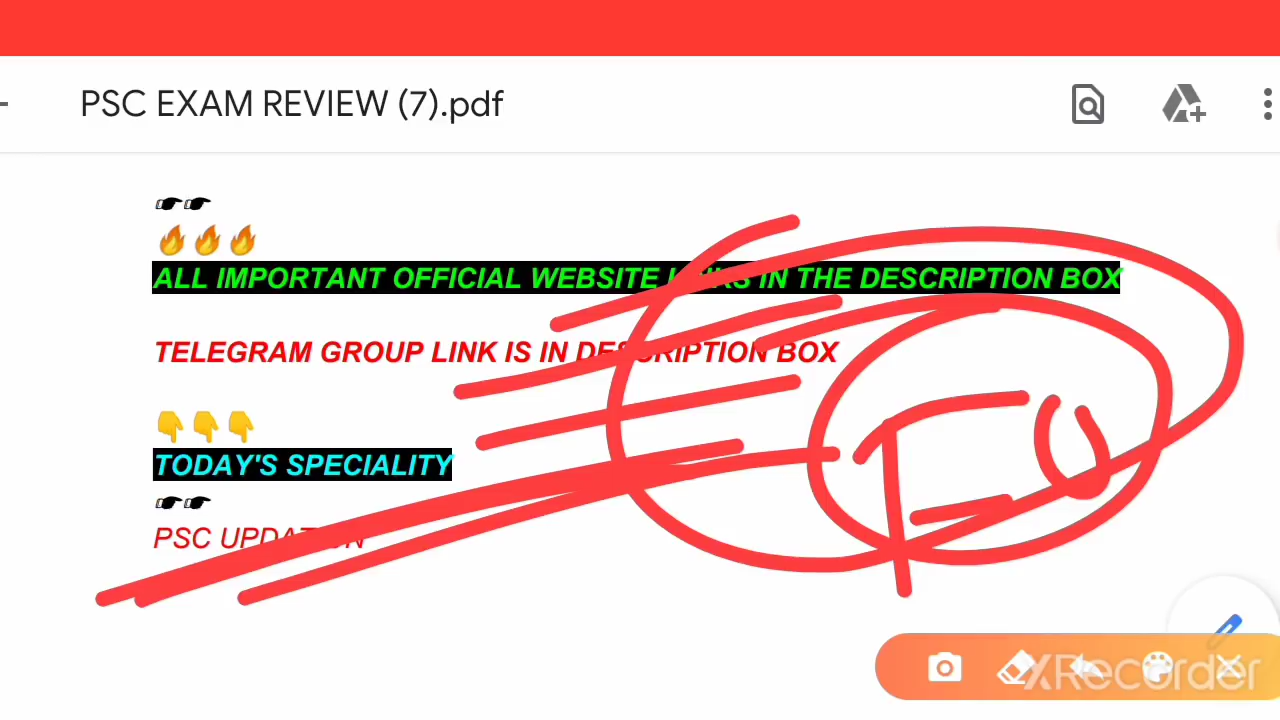 PSC EXAM REVIEW (7).pdf
ALL IMPORTANT OFFICIAL WEBSITE LINKS IN THE DESCRIPTION BOX
TELEGRAM GROUP LINK IS IN DESCRIPTION BOX
TODAY'S SPECIALITY
PSC UPDATION
XRecorder